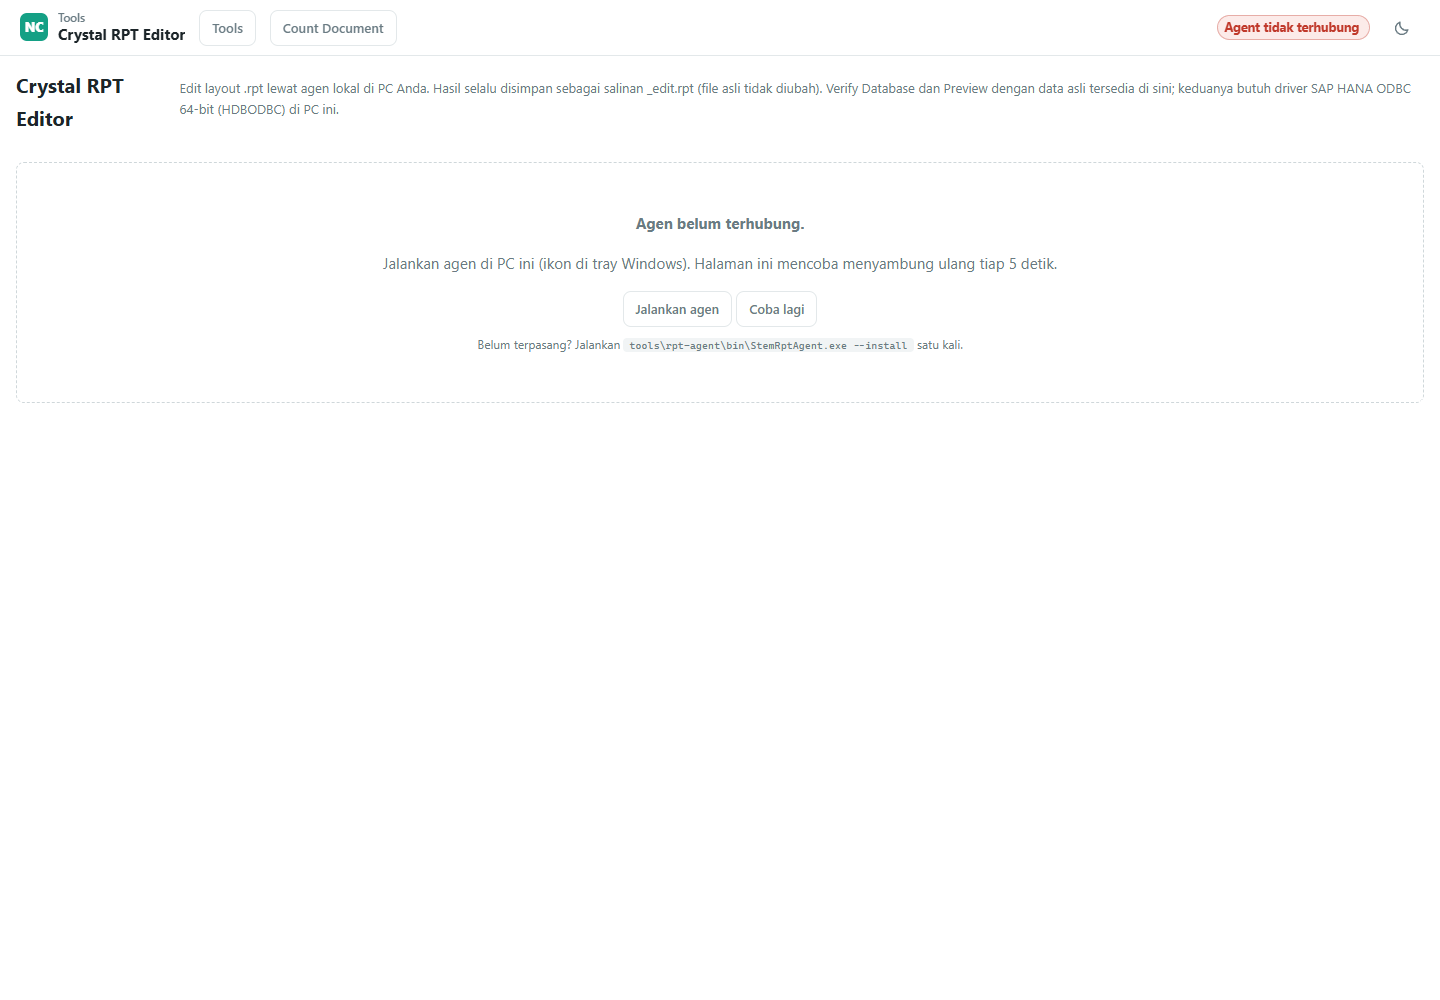 NC
Tools
Crystal RPT Editor
Tools
Count Document
Agent tidak terhubung
Crystal RPT
Editor
Edit layout .rpt lewat agen lokal di PC Anda. Hasil selalu disimpan sebagai salinan _edit.rpt (file asli tidak diubah). Verify Database dan Preview dengan data asli tersedia di sini; keduanya butuh driver SAP HANA ODBC
64-bit (HDBODBC) di PC ini.
Agen belum terhubung.
Jalankan agen di PC ini (ikon di tray Windows). Halaman ini mencoba menyambung ulang tiap 5 detik.
Jalankan agen
Coba lagi
Belum terpasang? Jalankan tools\rpt-agent\bin\StemRptAgent.exe --install satu kali.